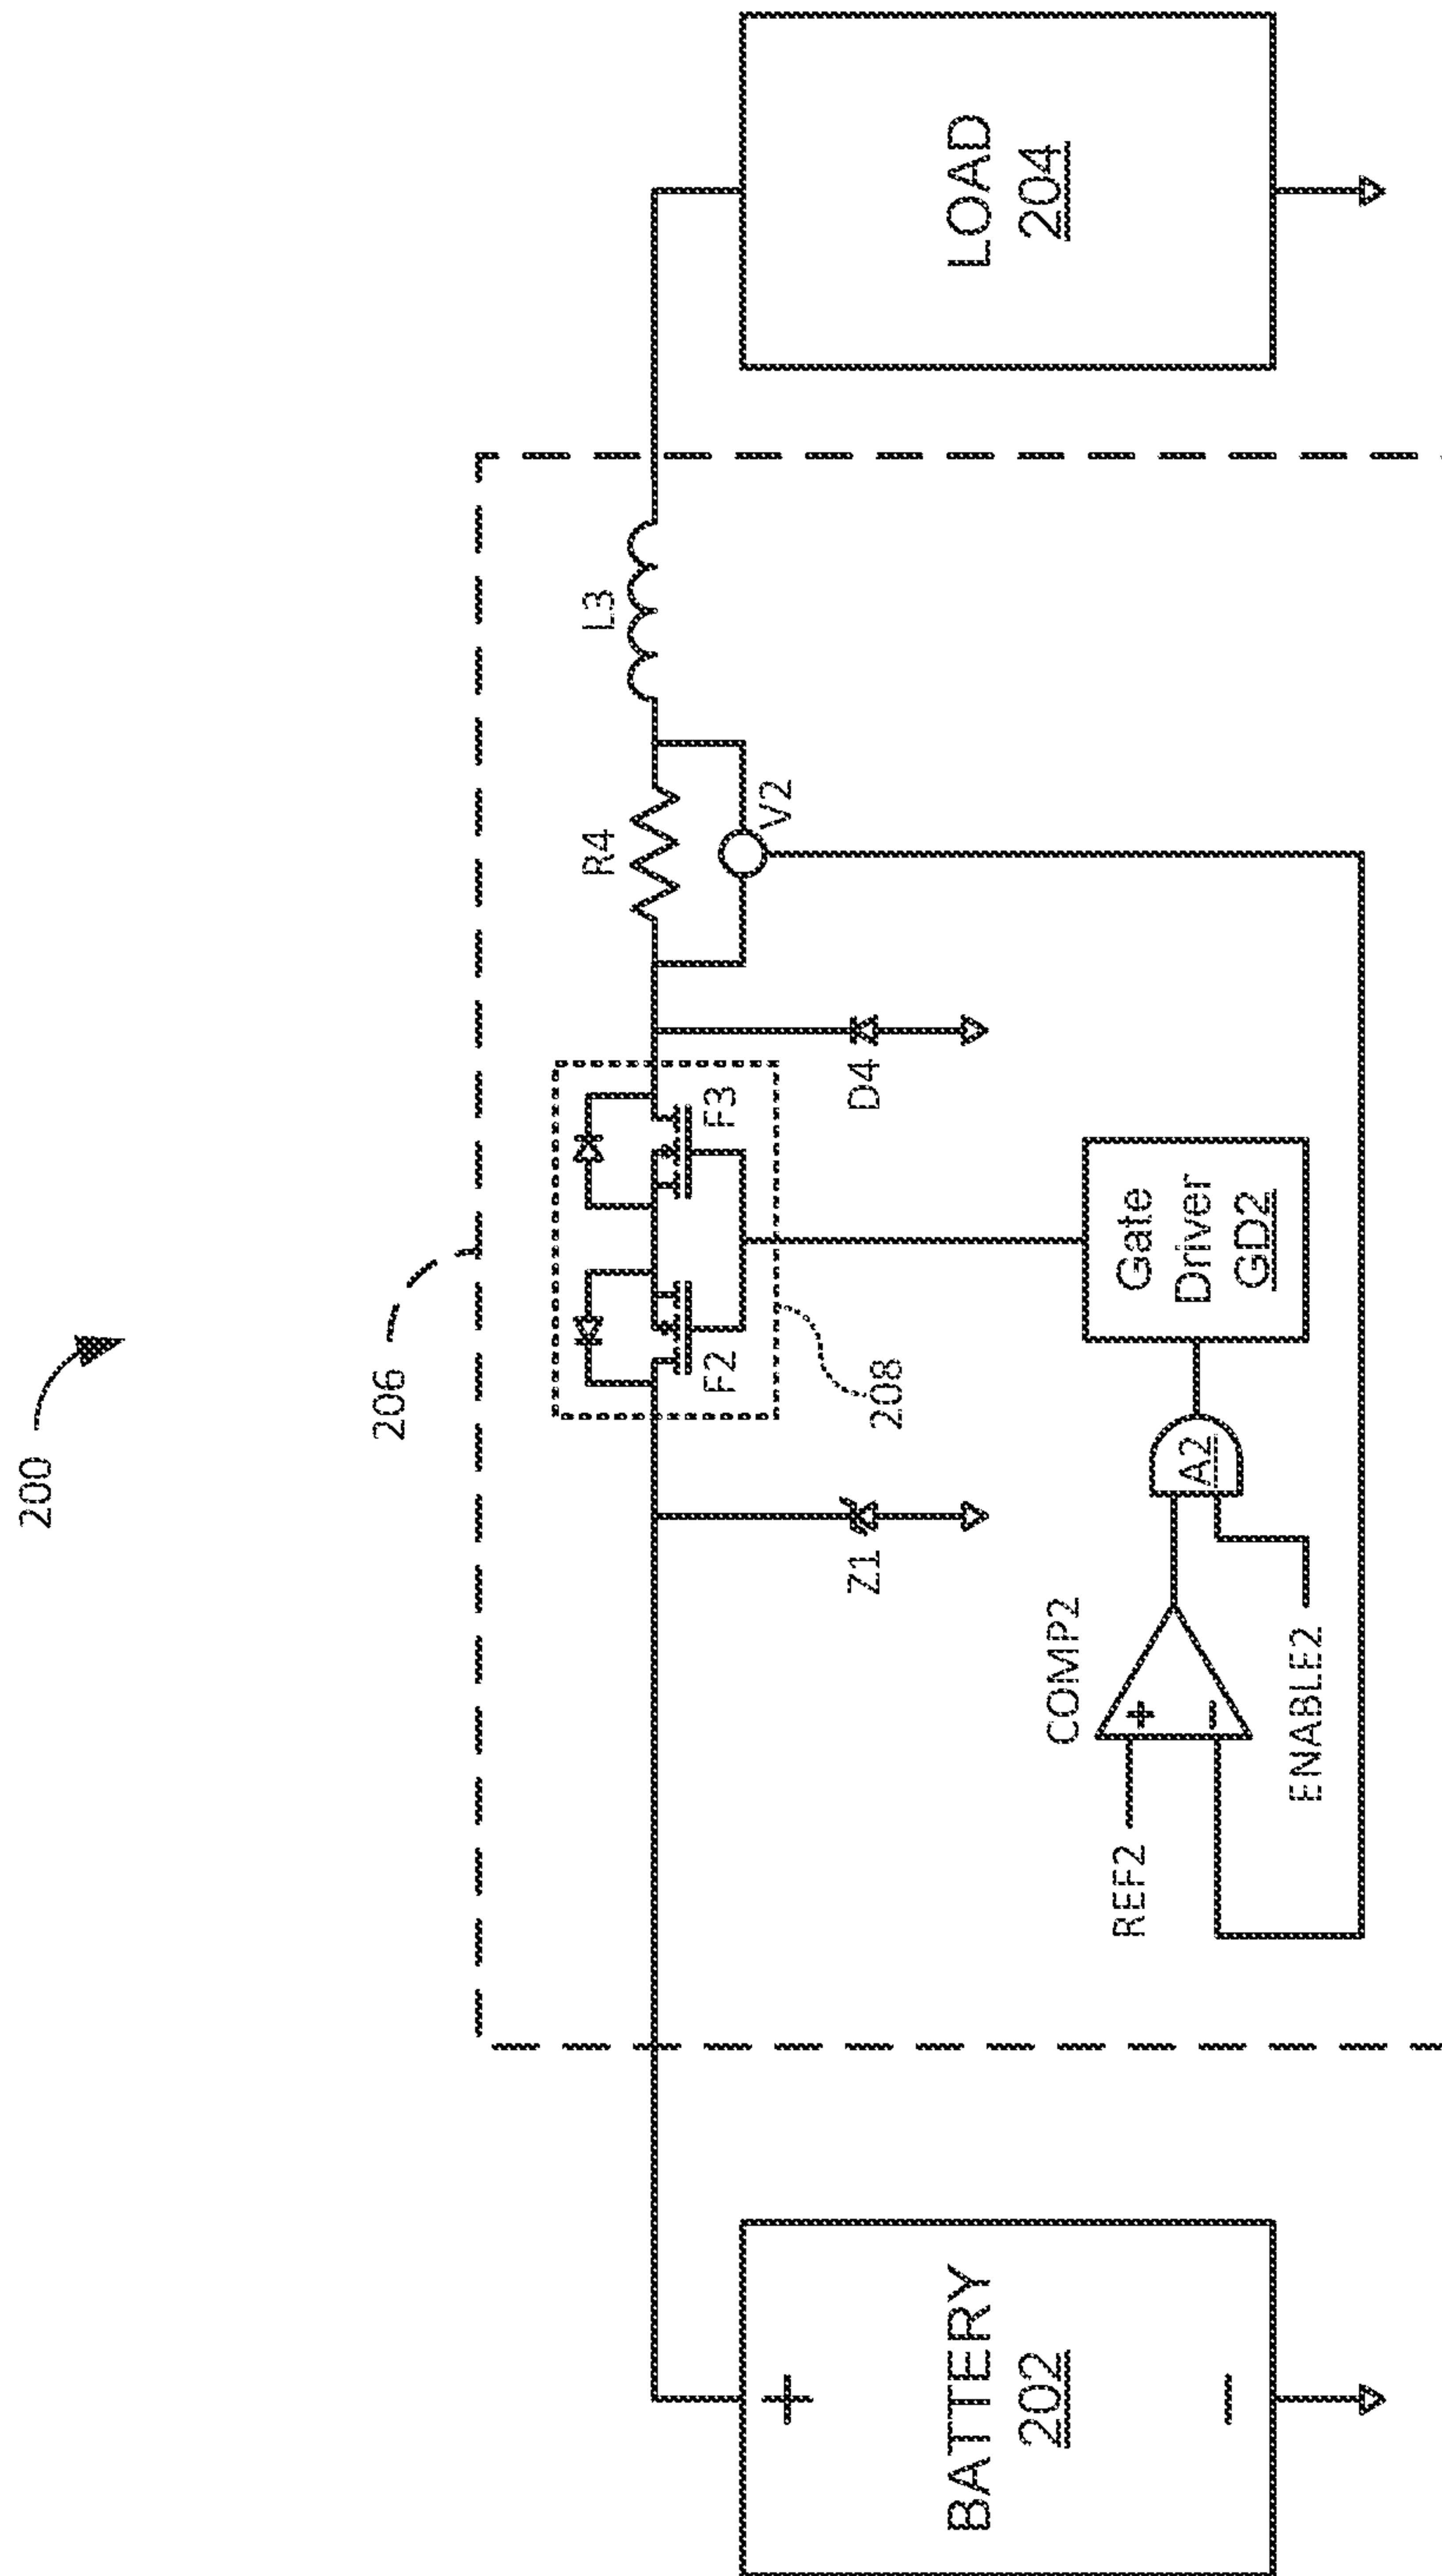 200
206
L3
R4
V2
F2
F3
208
Z1
D4
BATTERY
202
+
−
LOAD
204
COMP2
+
−
REF2
ENABLE2
A2
Gate
Driver
GD2